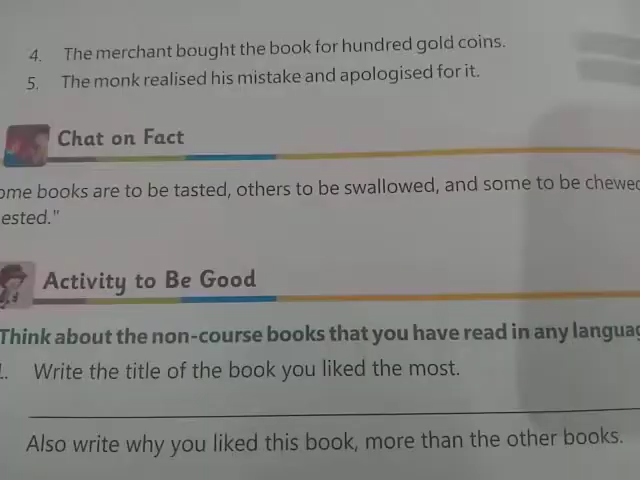 4. The merchant bought the book for hundred gold coins.
5. The monk realised his mistake and apologised for it.
Chat on Fact
ome books are to be tasted, others to be swallowed, and some to be chewed
ested."
Activity to Be Good
Think about the non-course books that you have read in any languag
1. Write the title of the book you liked the most.
Also write why you liked this book, more than the other books.